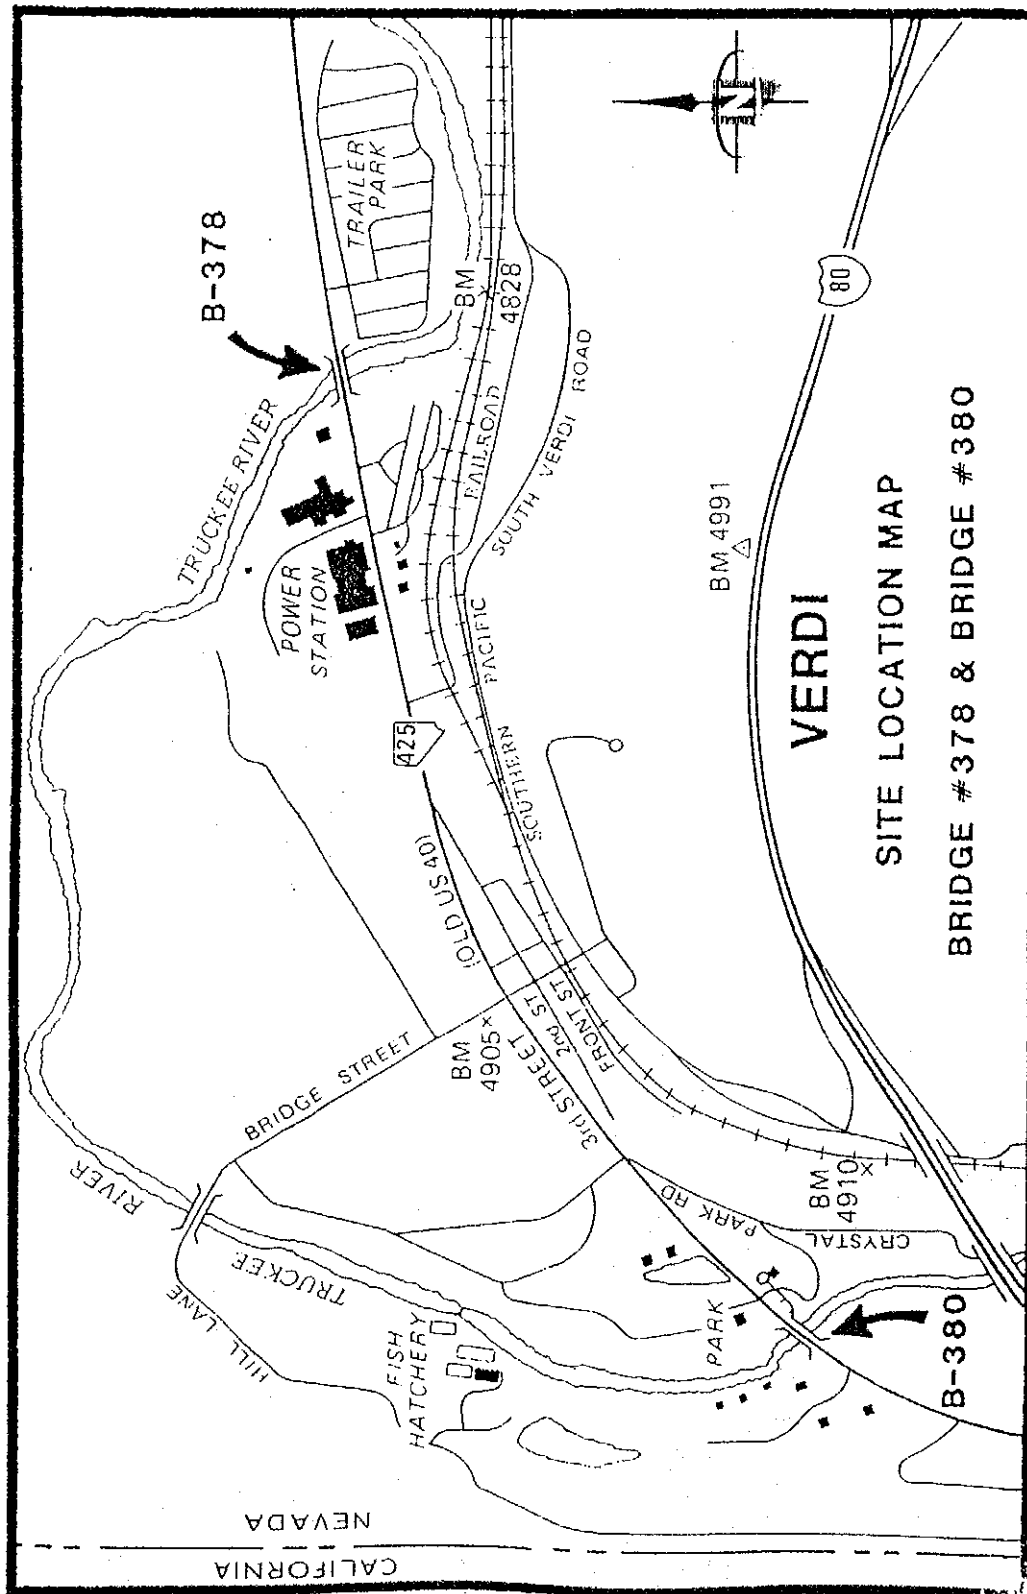 B-378
TRAILER
PARK
N
TRUCKEE RIVER
POWER
STATION
BM
4828
425
(OLD US 40)
SOUTHERN PACIFIC RAILROAD
SOUTH VERDI ROAD
80
BM 4991
RIVER
BRIDGE STREET
BM
4905
3rd STREET
2nd ST
FRONT ST
HILL LANE
TRUCKEE
FISH
HATCHERY
PARK
PARK RD
CRYSTAL
BM
4910
B-380
NEVADA
CALIFORNIA
VERDI
SITE LOCATION MAP
BRIDGE #378 & BRIDGE #380